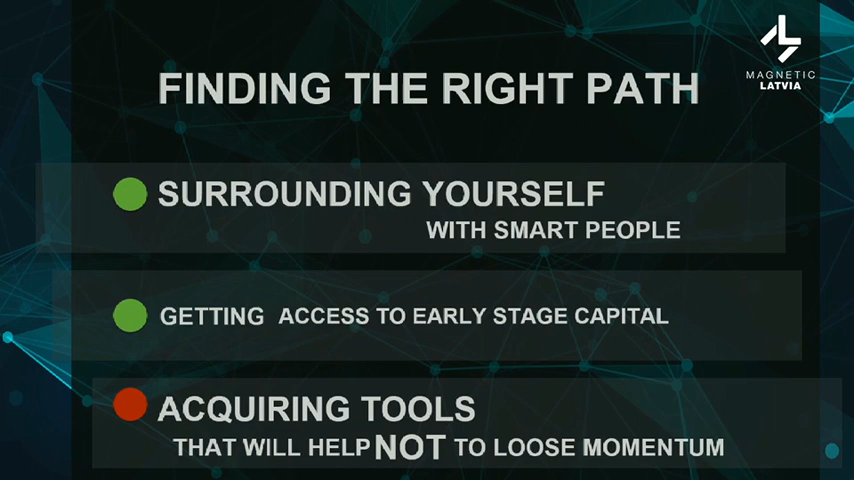 MAGNETIC
LATVIA
FINDING THE RIGHT PATH
SURROUNDING YOURSELF
WITH SMART PEOPLE
GETTING ACCESS TO EARLY STAGE CAPITAL
ACQUIRING TOOLS
THAT WILL HELP NOT TO LOOSE MOMENTUM